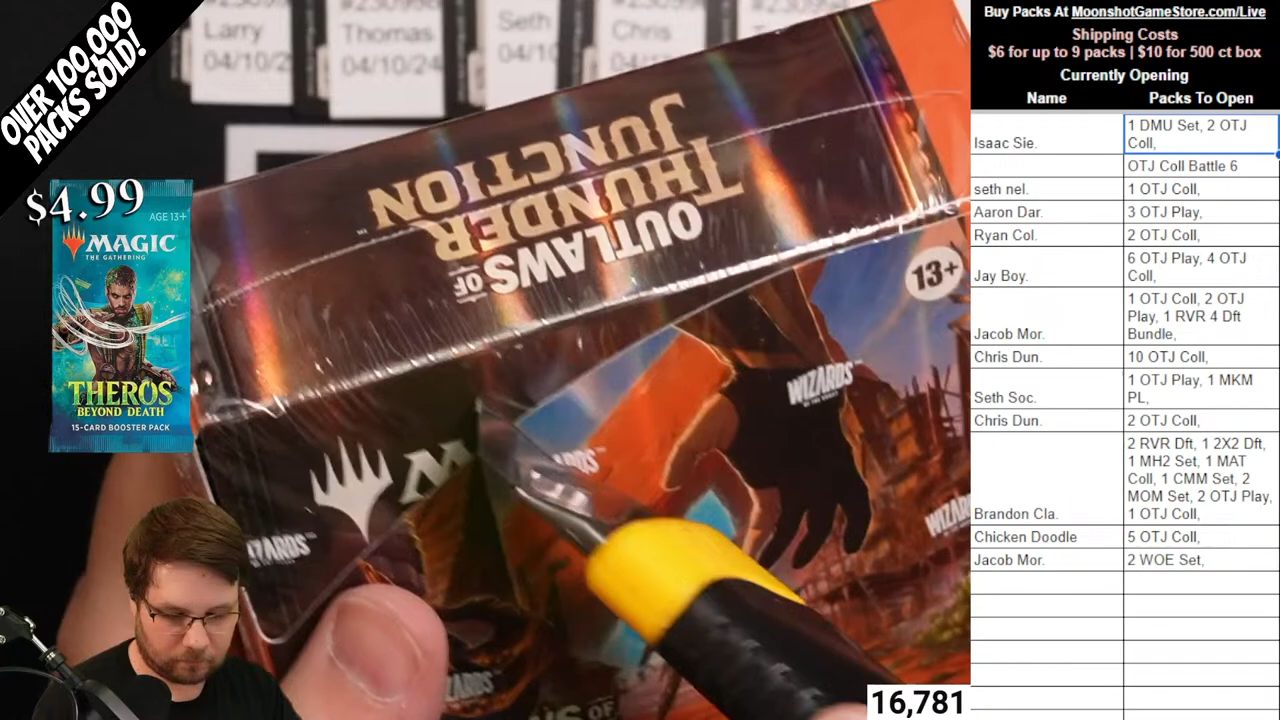 OVER 100,000
PACKS SOLD!
Larry
04/10/2
Thomas
04/10/24
Seth
04/10
Chris
04/1
$4.99
AGE 13+
MAGIC
THE GATHERING
THEROS
BEYOND DEATH
15-CARD BOOSTER PACK
OUTLAWS OF
THUNDER
JUNCTION
13+
WIZARDS
M
Buy Packs At MoonshotGameStore.com/Live
Shipping Costs
$6 for up to 9 packs | $10 for 500 ct box
Currently Opening
Name Packs To Open
Isaac Sie. 1 DMU Set, 2 OTJ
Coll,
OTJ Coll Battle 6
seth nel. 1 OTJ Coll,
Aaron Dar. 3 OTJ Play,
Ryan Col. 2 OTJ Coll,
Jay Boy. 6 OTJ Play, 4 OTJ
Coll,
Jacob Mor. 1 OTJ Coll, 2 OTJ
Play, 1 RVR 4 Dft
Bundle,
Chris Dun. 10 OTJ Coll,
Seth Soc. 1 OTJ Play, 1 MKM
PL,
Chris Dun. 2 OTJ Coll,
Brandon Cla. 2 RVR Dft, 1 2X2 Dft,
1 MH2 Set, 1 MAT
Coll, 1 CMM Set, 2
MOM Set, 2 OTJ Play,
1 OTJ Coll,
Chicken Doodle 5 OTJ Coll,
Jacob Mor. 2 WOE Set,
16,781